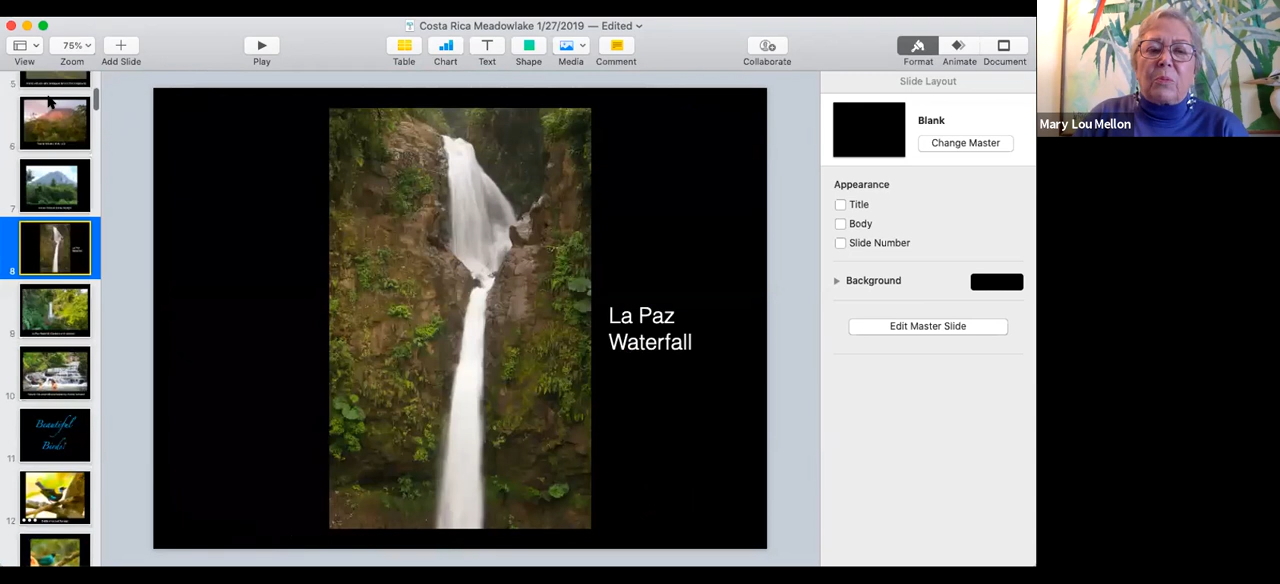 Costa Rica Meadowlake 1/27/2019 — Edited
75%
View
Zoom
Add Slide
Play
Table
Chart
Text
Shape
Media
Comment
Collaborate
Format
Animate
Document
5
6
7
8
9
10
Beautiful
Birds!
11
12
La Paz
Waterfall
Slide Layout
Blank
Change Master
Appearance
Title
Body
Slide Number
Background
Edit Master Slide
Mary Lou Mellon